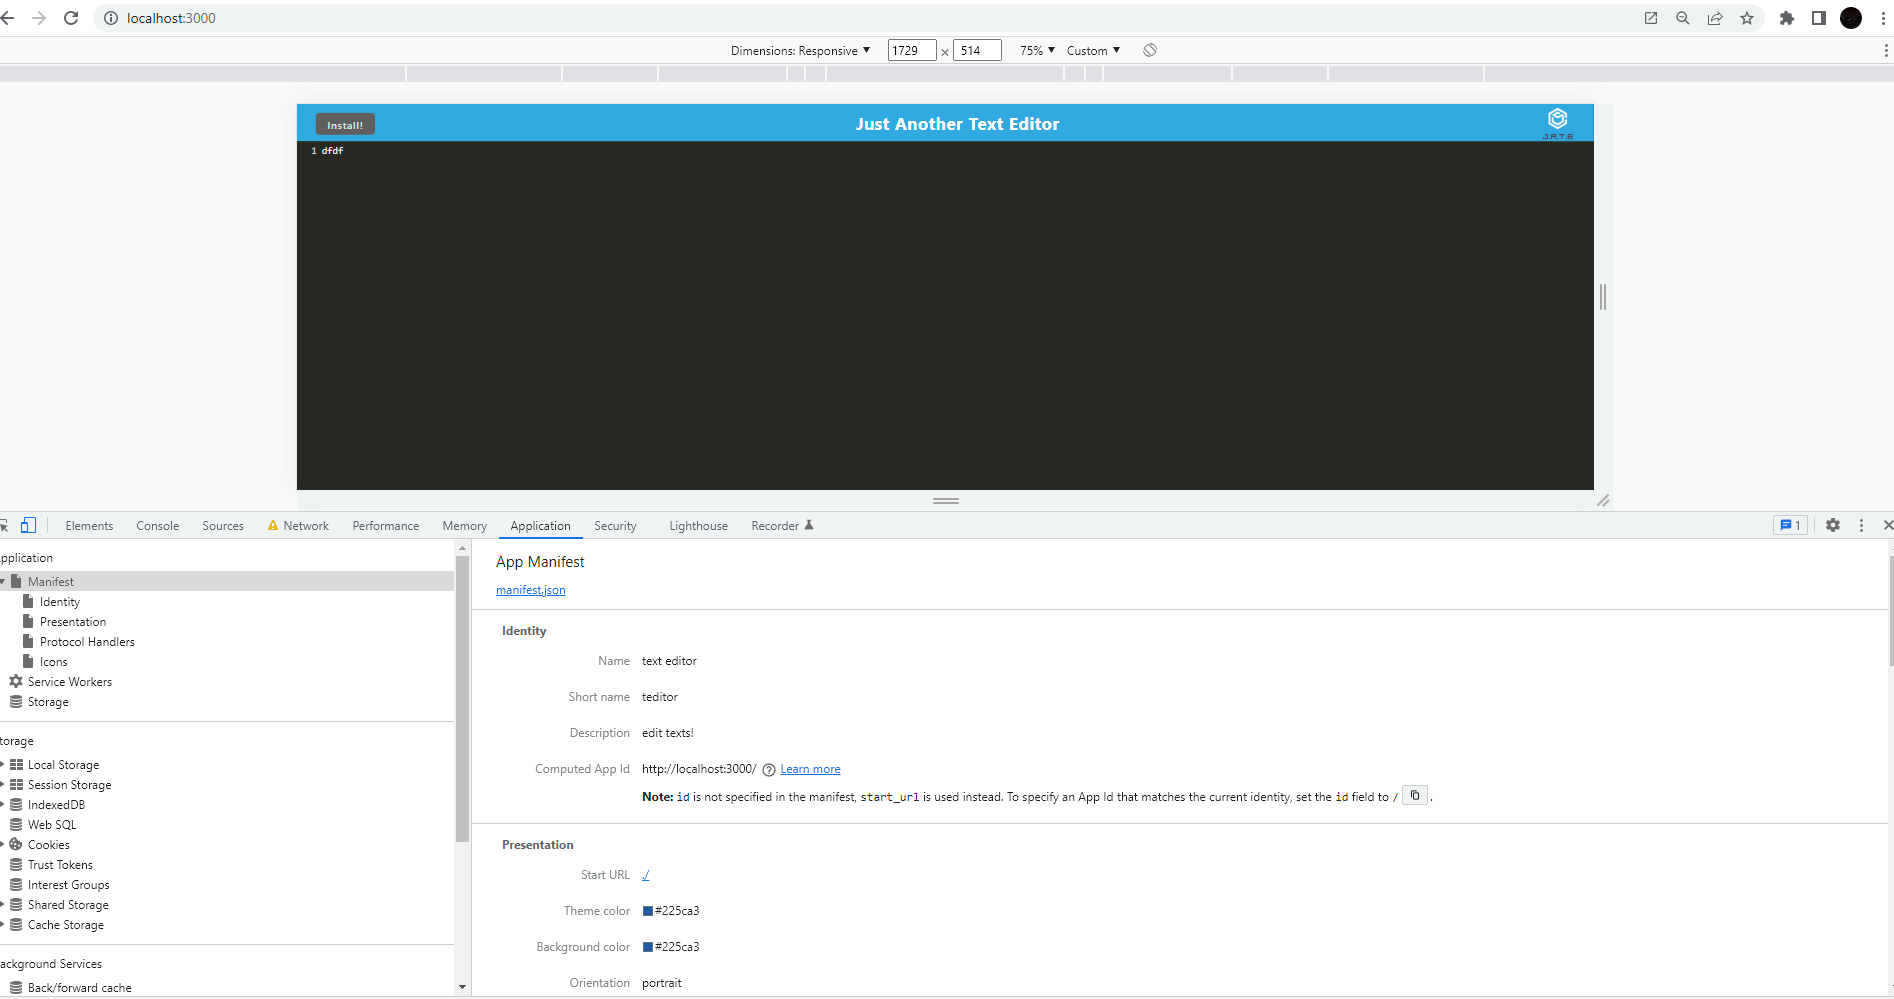 localhost:3000
Dimensions: Responsive ▼ 1729 × 514 75% ▼ Custom ▼
Install! Just Another Text Editor
J.A.T.E
1 dfdf
Elements Console Sources Network Performance Memory Application Security Lighthouse Recorder 1
pplication
Manifest
Identity
Presentation
Protocol Handlers
Icons
Service Workers
Storage
torage
Local Storage
Session Storage
IndexedDB
Web SQL
Cookies
Trust Tokens
Interest Groups
Shared Storage
Cache Storage
ackground Services
Back/forward cache
App Manifest
manifest.json
Identity
Name text editor
Short name teditor
Description edit texts!
Computed App Id http://localhost:3000/ ? Learn more
Note: id is not specified in the manifest, start_url is used instead. To specify an App Id that matches the current identity, set the id field to / .
Presentation
Start URL ./
Theme color #225ca3
Background color #225ca3
Orientation portrait